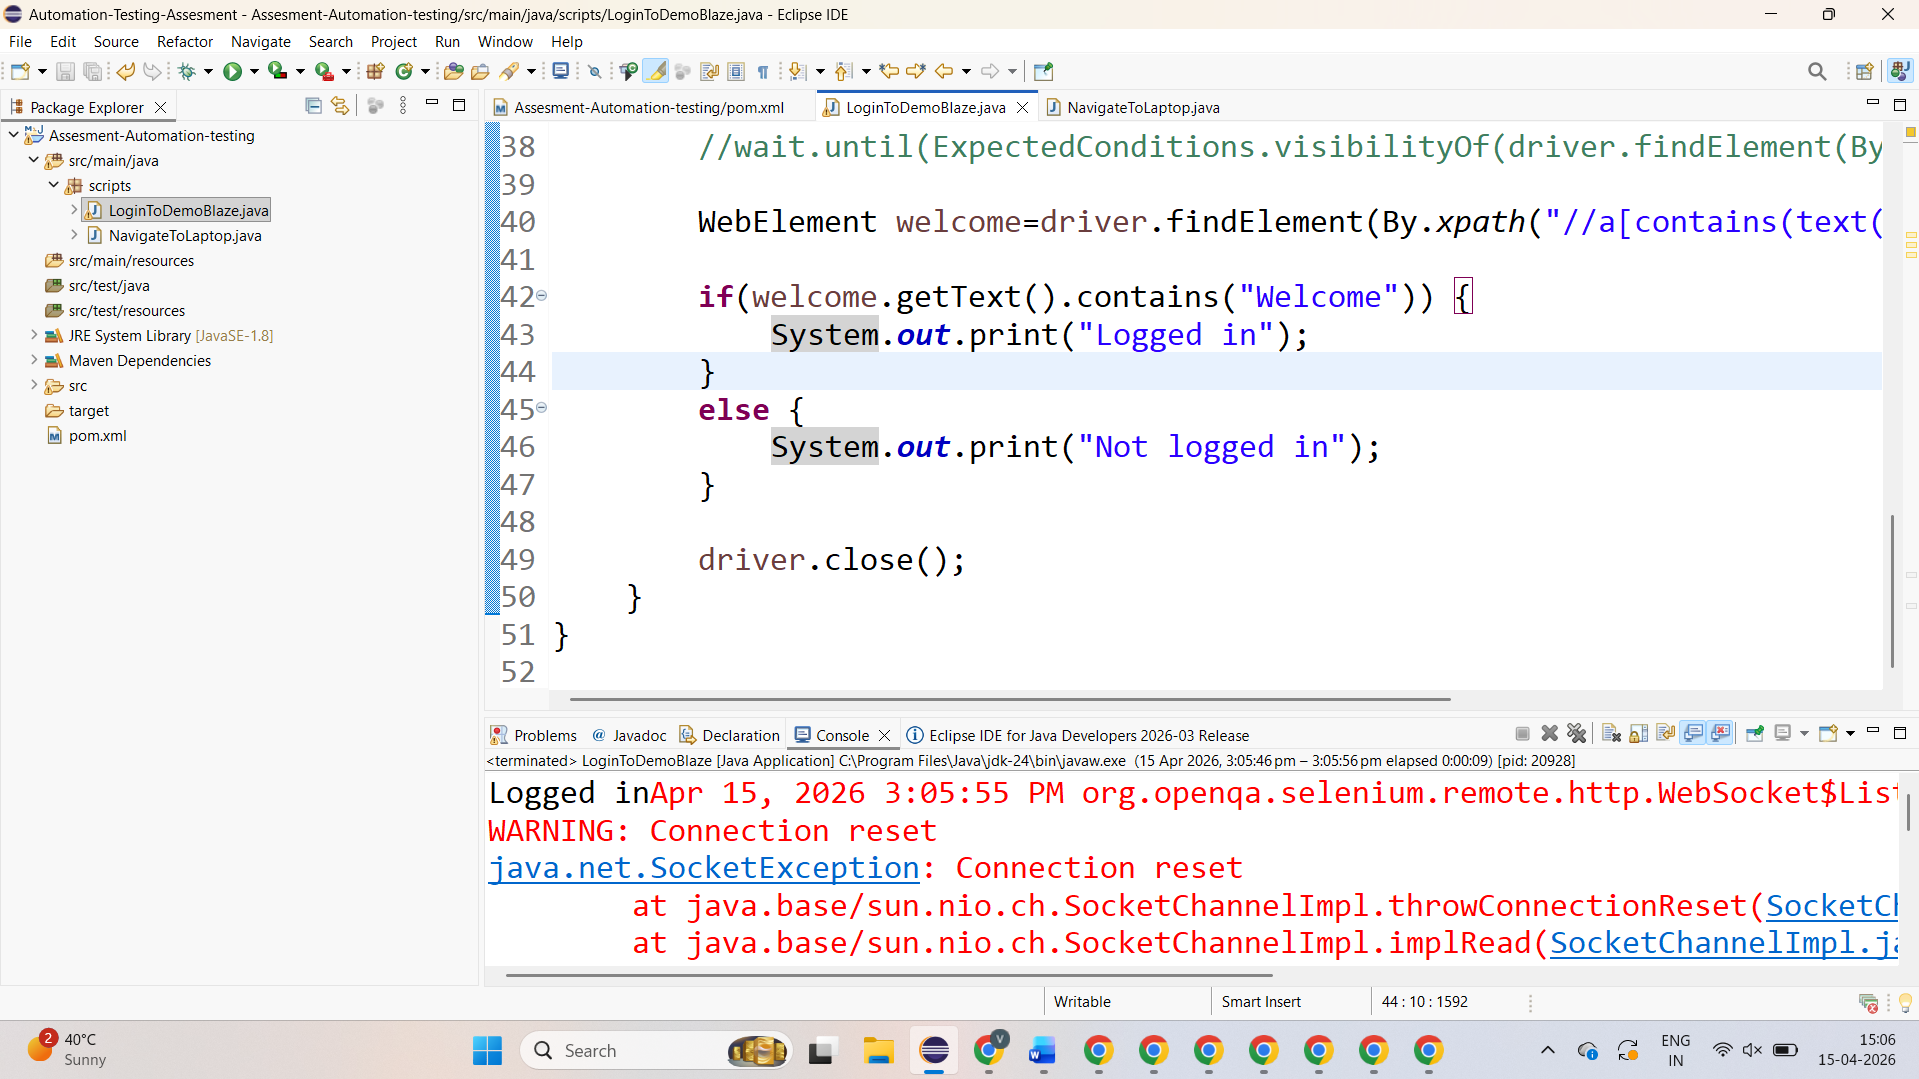 Automation-Testing-Assesment - Assesment-Automation-testing/src/main/java/scripts/LoginToDemoBlaze.java - Eclipse IDE
File Edit Source Refactor Navigate Search Project Run Window Help
Package Explorer
Assesment-Automation-testing/pom.xml
LoginToDemoBlaze.java
NavigateToLaptop.java
Assesment-Automation-testing
src/main/java
scripts
LoginToDemoBlaze.java
NavigateToLaptop.java
src/main/resources
src/test/java
src/test/resources
JRE System Library [JavaSE-1.8]
Maven Dependencies
src
target
pom.xml
38 //wait.until(ExpectedConditions.visibilityOf(driver.findElement(By
39
40 WebElement welcome=driver.findElement(By.xpath("//a[contains(text(
41
42 if(welcome.getText().contains("Welcome")) {
43 System.out.print("Logged in");
44 }
45 else {
46 System.out.print("Not logged in");
47 }
48
49 driver.close();
50 }
51 }
52
Problems @ Javadoc Declaration Console Eclipse IDE for Java Developers 2026-03 Release
<terminated> LoginToDemoBlaze [Java Application] C:\Program Files\Java\jdk-24\bin\javaw.exe (15 Apr 2026, 3:05:46 pm – 3:05:56 pm elapsed 0:00:09) [pid: 20928]
Logged inApr 15, 2026 3:05:55 PM org.openqa.selenium.remote.http.WebSocket$List
WARNING: Connection reset
java.net.SocketException: Connection reset
at java.base/sun.nio.ch.SocketChannelImpl.throwConnectionReset(SocketCh
at java.base/sun.nio.ch.SocketChannelImpl.implRead(SocketChannelImpl.ja
Writable Smart Insert 44 : 10 : 1592
2
40°C
Sunny
Search
V
ENG
IN
15:06
15-04-2026